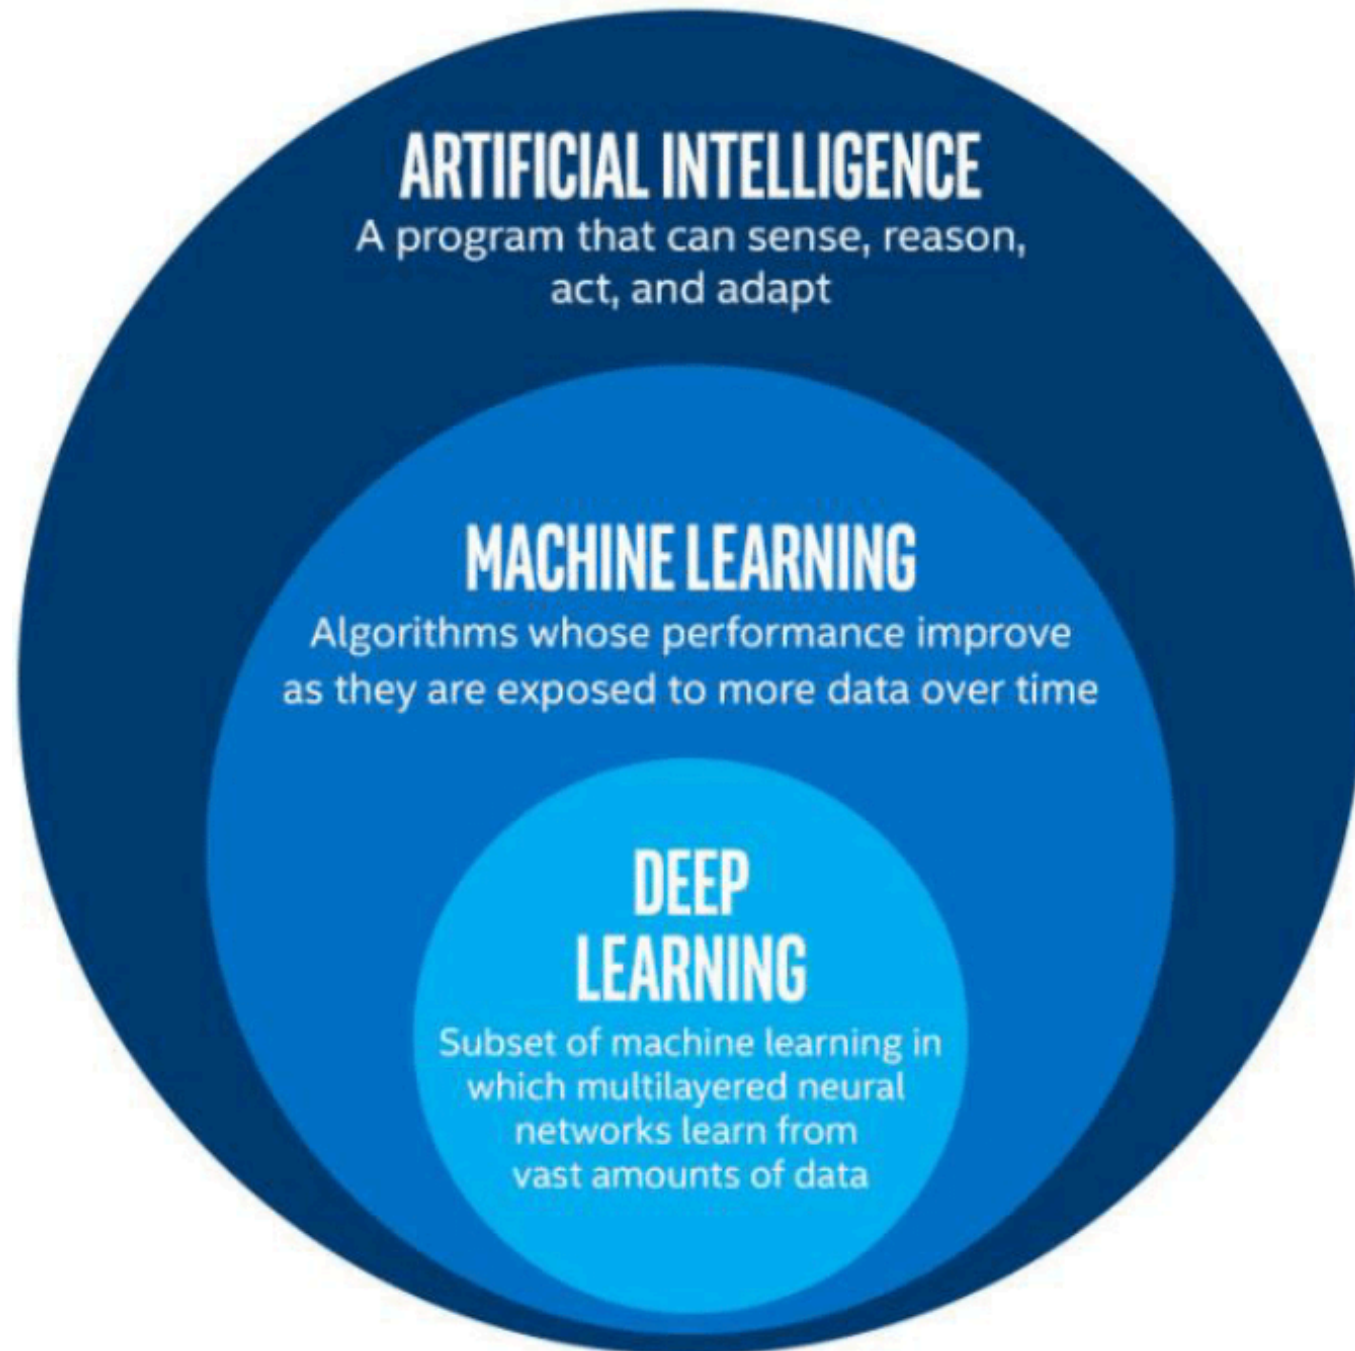 ARTIFICIAL INTELLIGENCE
A program that can sense, reason,
act, and adapt
MACHINE LEARNING
Algorithms whose performance improve
as they are exposed to more data over time
DEEP
LEARNING
Subset of machine learning in
which multilayered neural
networks learn from
vast amounts of data